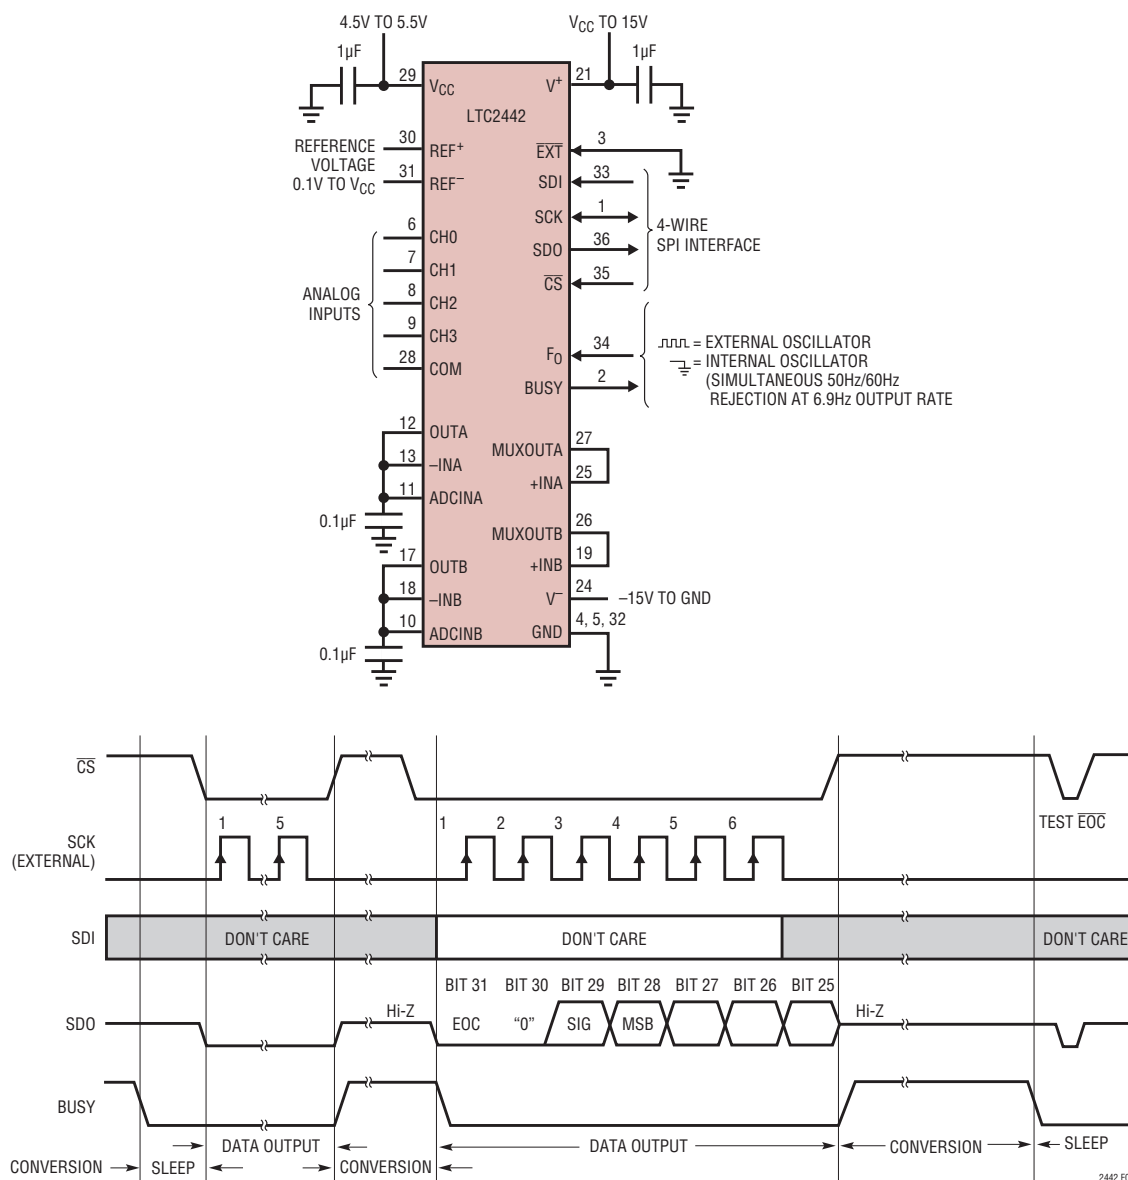 4.5V TO 5.5V
VCC TO 15V
1µF
1µF
29
VCC
V+
21
LTC2442
REFERENCE
VOLTAGE
0.1V TO VCC
30
REF+
31
REF–
EXT
3
SDI
33
SCK
1
SDO
36
CS
35
4-WIRE
SPI INTERFACE
ANALOG
INPUTS
6
CH0
7
CH1
8
CH2
9
CH3
28
COM
FO
34
BUSY
2
= EXTERNAL OSCILLATOR
= INTERNAL OSCILLATOR
(SIMULTANEOUS 50Hz/60Hz
REJECTION AT 6.9Hz OUTPUT RATE
12
OUTA
13
–INA
11
ADCINA
0.1µF
MUXOUTA
27
+INA
25
MUXOUTB
26
+INB
19
17
OUTB
18
–INB
10
ADCINB
0.1µF
V–
24
–15V TO GND
GND
4, 5, 32
CS
TEST EOC
SCK
(EXTERNAL)
1 5 1 2 3 4 5 6
SDI
DON'T CARE DON'T CARE DON'T CARE
BIT 31 BIT 30 BIT 29 BIT 28 BIT 27 BIT 26 BIT 25
SDO
Hi-Z EOC “0” SIG MSB Hi-Z
BUSY
DATA OUTPUT DATA OUTPUT CONVERSION SLEEP
CONVERSION SLEEP CONVERSION